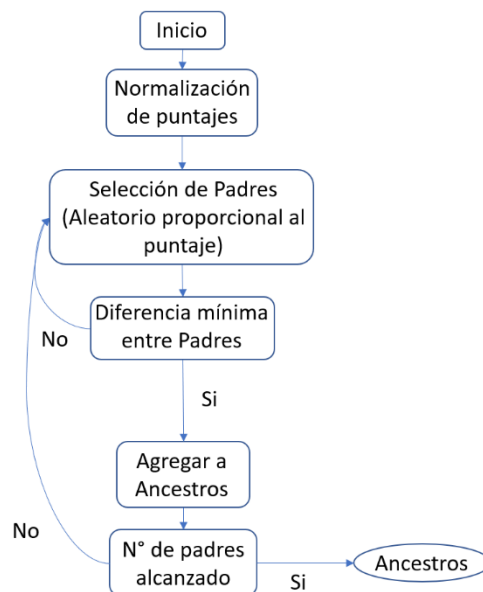 Inicio
Normalización
de puntajes
Selección de Padres
(Aleatorio proporcional al
puntaje)
Diferencia mínima
entre Padres
No
Si
Agregar a
Ancestros
No
N° de padres
alcanzado
Si
Ancestros